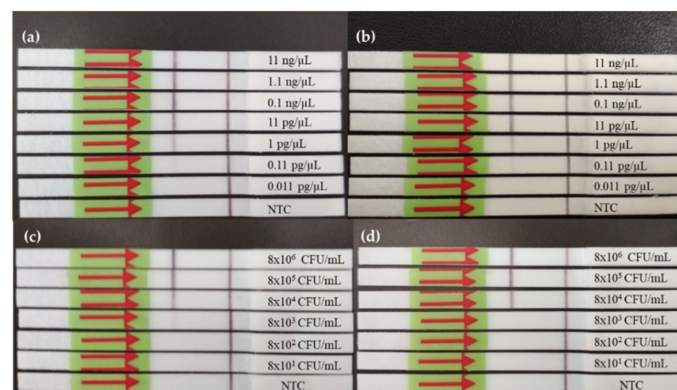 (a)
11 ng/µL
1.1 ng/µL
0.1 ng/µL
11 pg/µL
1 pg/µL
0.11 pg/µL
0.011 pg/µL
NTC
(b)
11 ng/µL
1.1 ng/µL
0.1 ng/µL
11 pg/µL
1 pg/µL
0.11 pg/µL
0.011 pg/µL
NTC
(c)
8x10⁶ CFU/mL
8x10⁵ CFU/mL
8x10⁴ CFU/mL
8x10³ CFU/mL
8x10² CFU/mL
8x10¹ CFU/mL
NTC
(d)
8x10⁶ CFU/mL
8x10⁵ CFU/mL
8x10⁴ CFU/mL
8x10³ CFU/mL
8x10² CFU/mL
8x10¹ CFU/mL
NTC